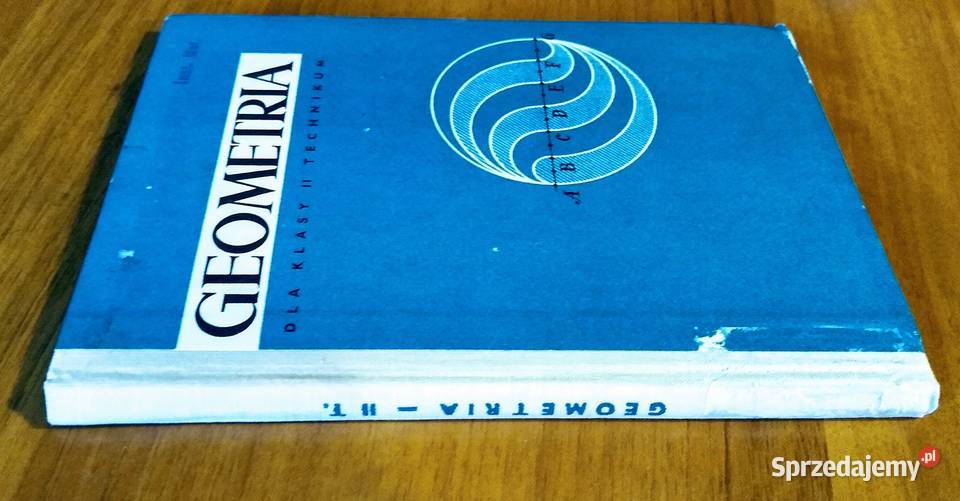 GEOMETRIA
DLA KLASY II TECHNIKUM
A B C D E F G
GEOMETRIA — II T.
Sprzedajemy.pl